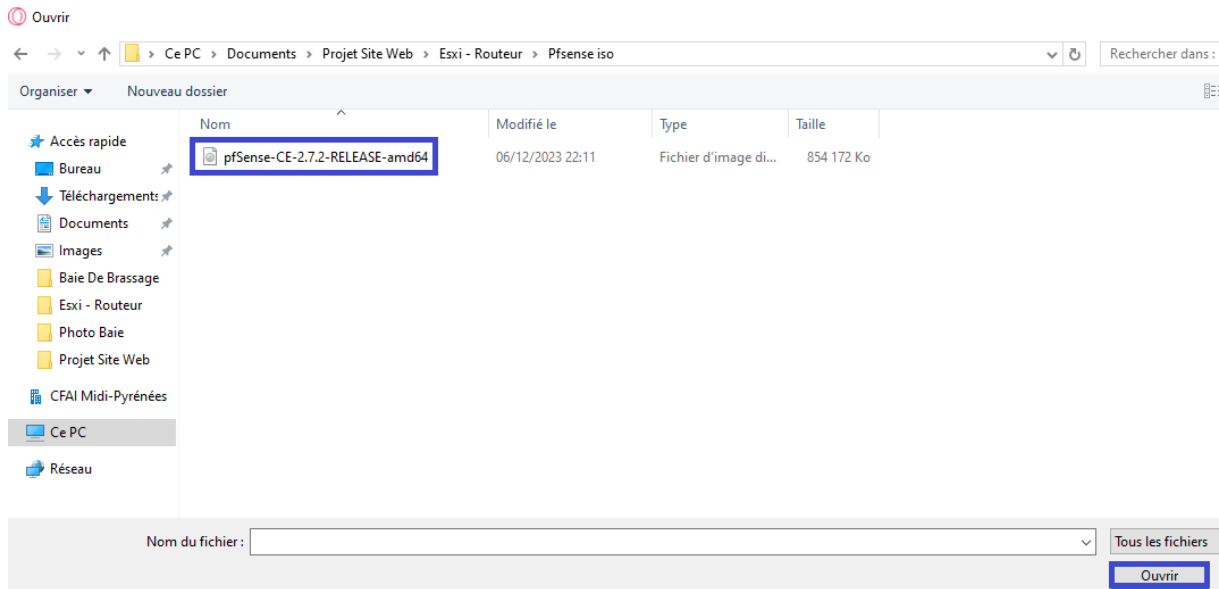 Ouvrir
Ce PC > Documents > Projet Site Web > Esxi - Routeur > Pfsense iso
Rechercher dans :
Organiser
Nouveau dossier
Nom
Modifié le
Type
Taille
pfSense-CE-2.7.2-RELEASE-amd64
06/12/2023 22:11
Fichier d'image di...
854 172 Ko
Accès rapide
Bureau
Téléchargements
Documents
Images
Baie De Brassage
Esxi - Routeur
Photo Baie
Projet Site Web
CFAI Midi-Pyrénées
Ce PC
Réseau
Nom du fichier :
Tous les fichiers
Ouvrir